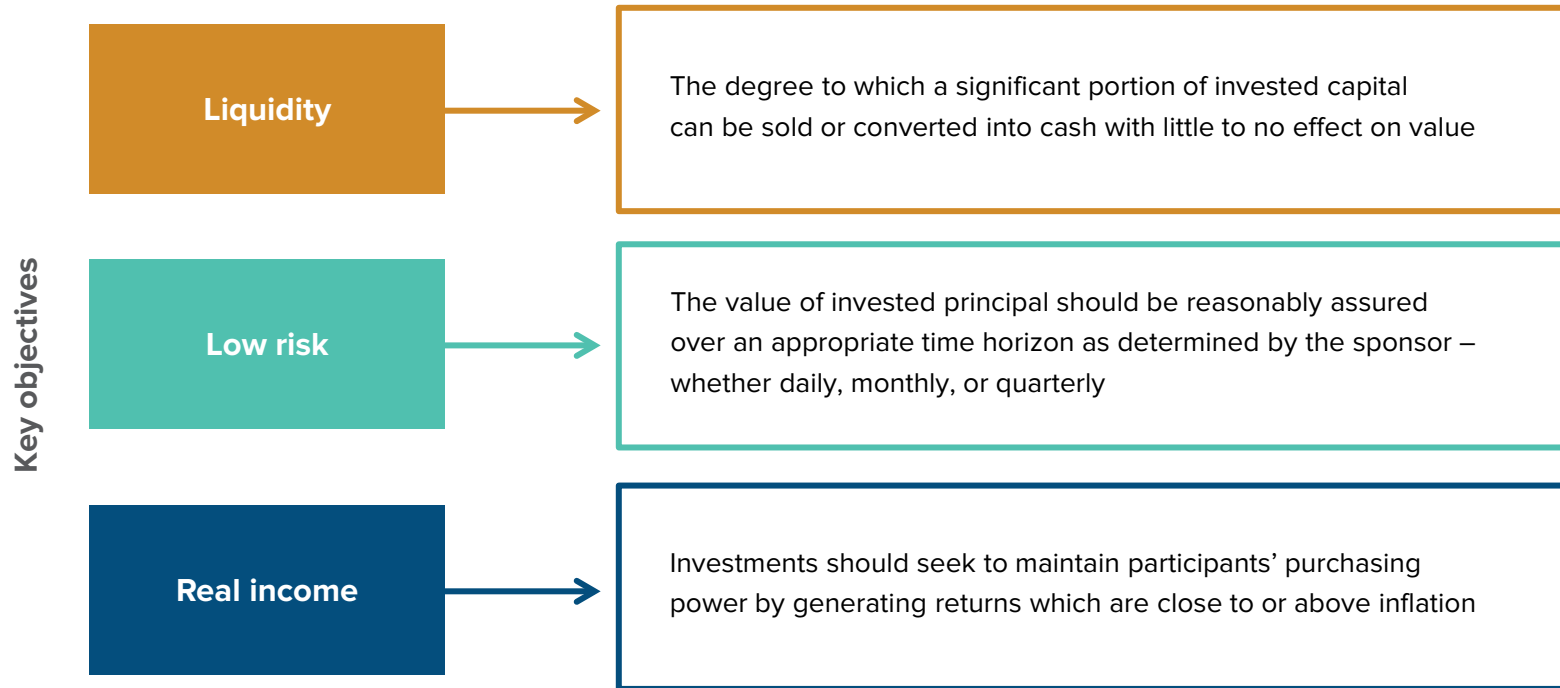 Key objectives
Liquidity
The degree to which a significant portion of invested capital
can be sold or converted into cash with little to no effect on value
Low risk
The value of invested principal should be reasonably assured
over an appropriate time horizon as determined by the sponsor –
whether daily, monthly, or quarterly
Real income
Investments should seek to maintain participants’ purchasing
power by generating returns which are close to or above inflation